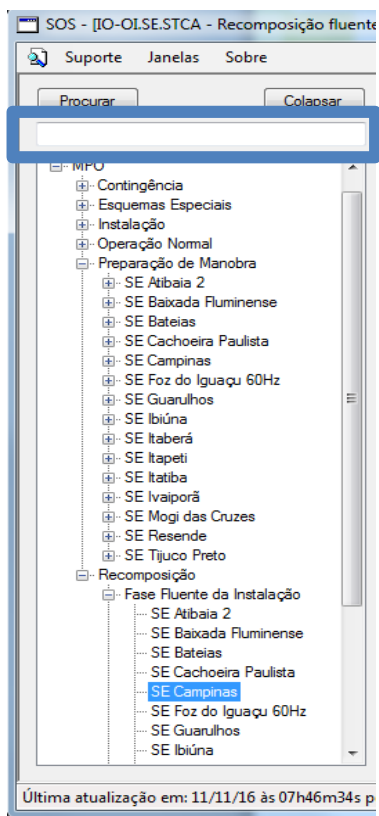 SOS - [IO-OI.SE.STCA - Recomposição fluente
Suporte Janelas Sobre
Procurar Colapsar
MPO
Contingência
Esquemas Especiais
Instalação
Operação Normal
Preparação de Manobra
SE Atibaia 2
SE Baixada Fluminense
SE Bateias
SE Cachoeira Paulista
SE Campinas
SE Foz do Iguaçu 60Hz
SE Guarulhos
SE Ibiúna
SE Itaberá
SE Itapeti
SE Itatiba
SE Ivaiporã
SE Mogi das Cruzes
SE Resende
SE Tijuco Preto
Recomposição
Fase Fluente da Instalação
SE Atibaia 2
SE Baixada Fluminense
SE Bateias
SE Cachoeira Paulista
SE Campinas
SE Foz do Iguaçu 60Hz
SE Guarulhos
SE Ibiúna
Última atualização em: 11/11/16 às 07h46m34s p